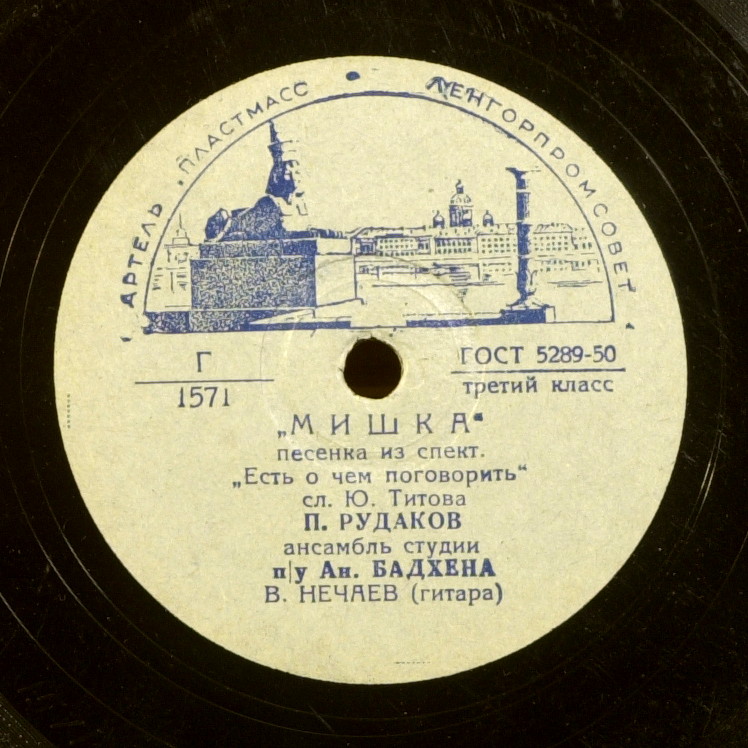 АРТЕЛЬ "ПЛАСТМАСС" • ЛЕНГОРПРОМСОВЕТ
Г
1571
ГОСТ 5289-50
третий класс
„МИШКА“
песенка из спект.
„Есть о чем поговорить“
сл. Ю. Титова
П. РУДАКОВ
ансамбль студии
п/у Ан. БАДХЕНА
В. НЕЧАЕВ (гитара)